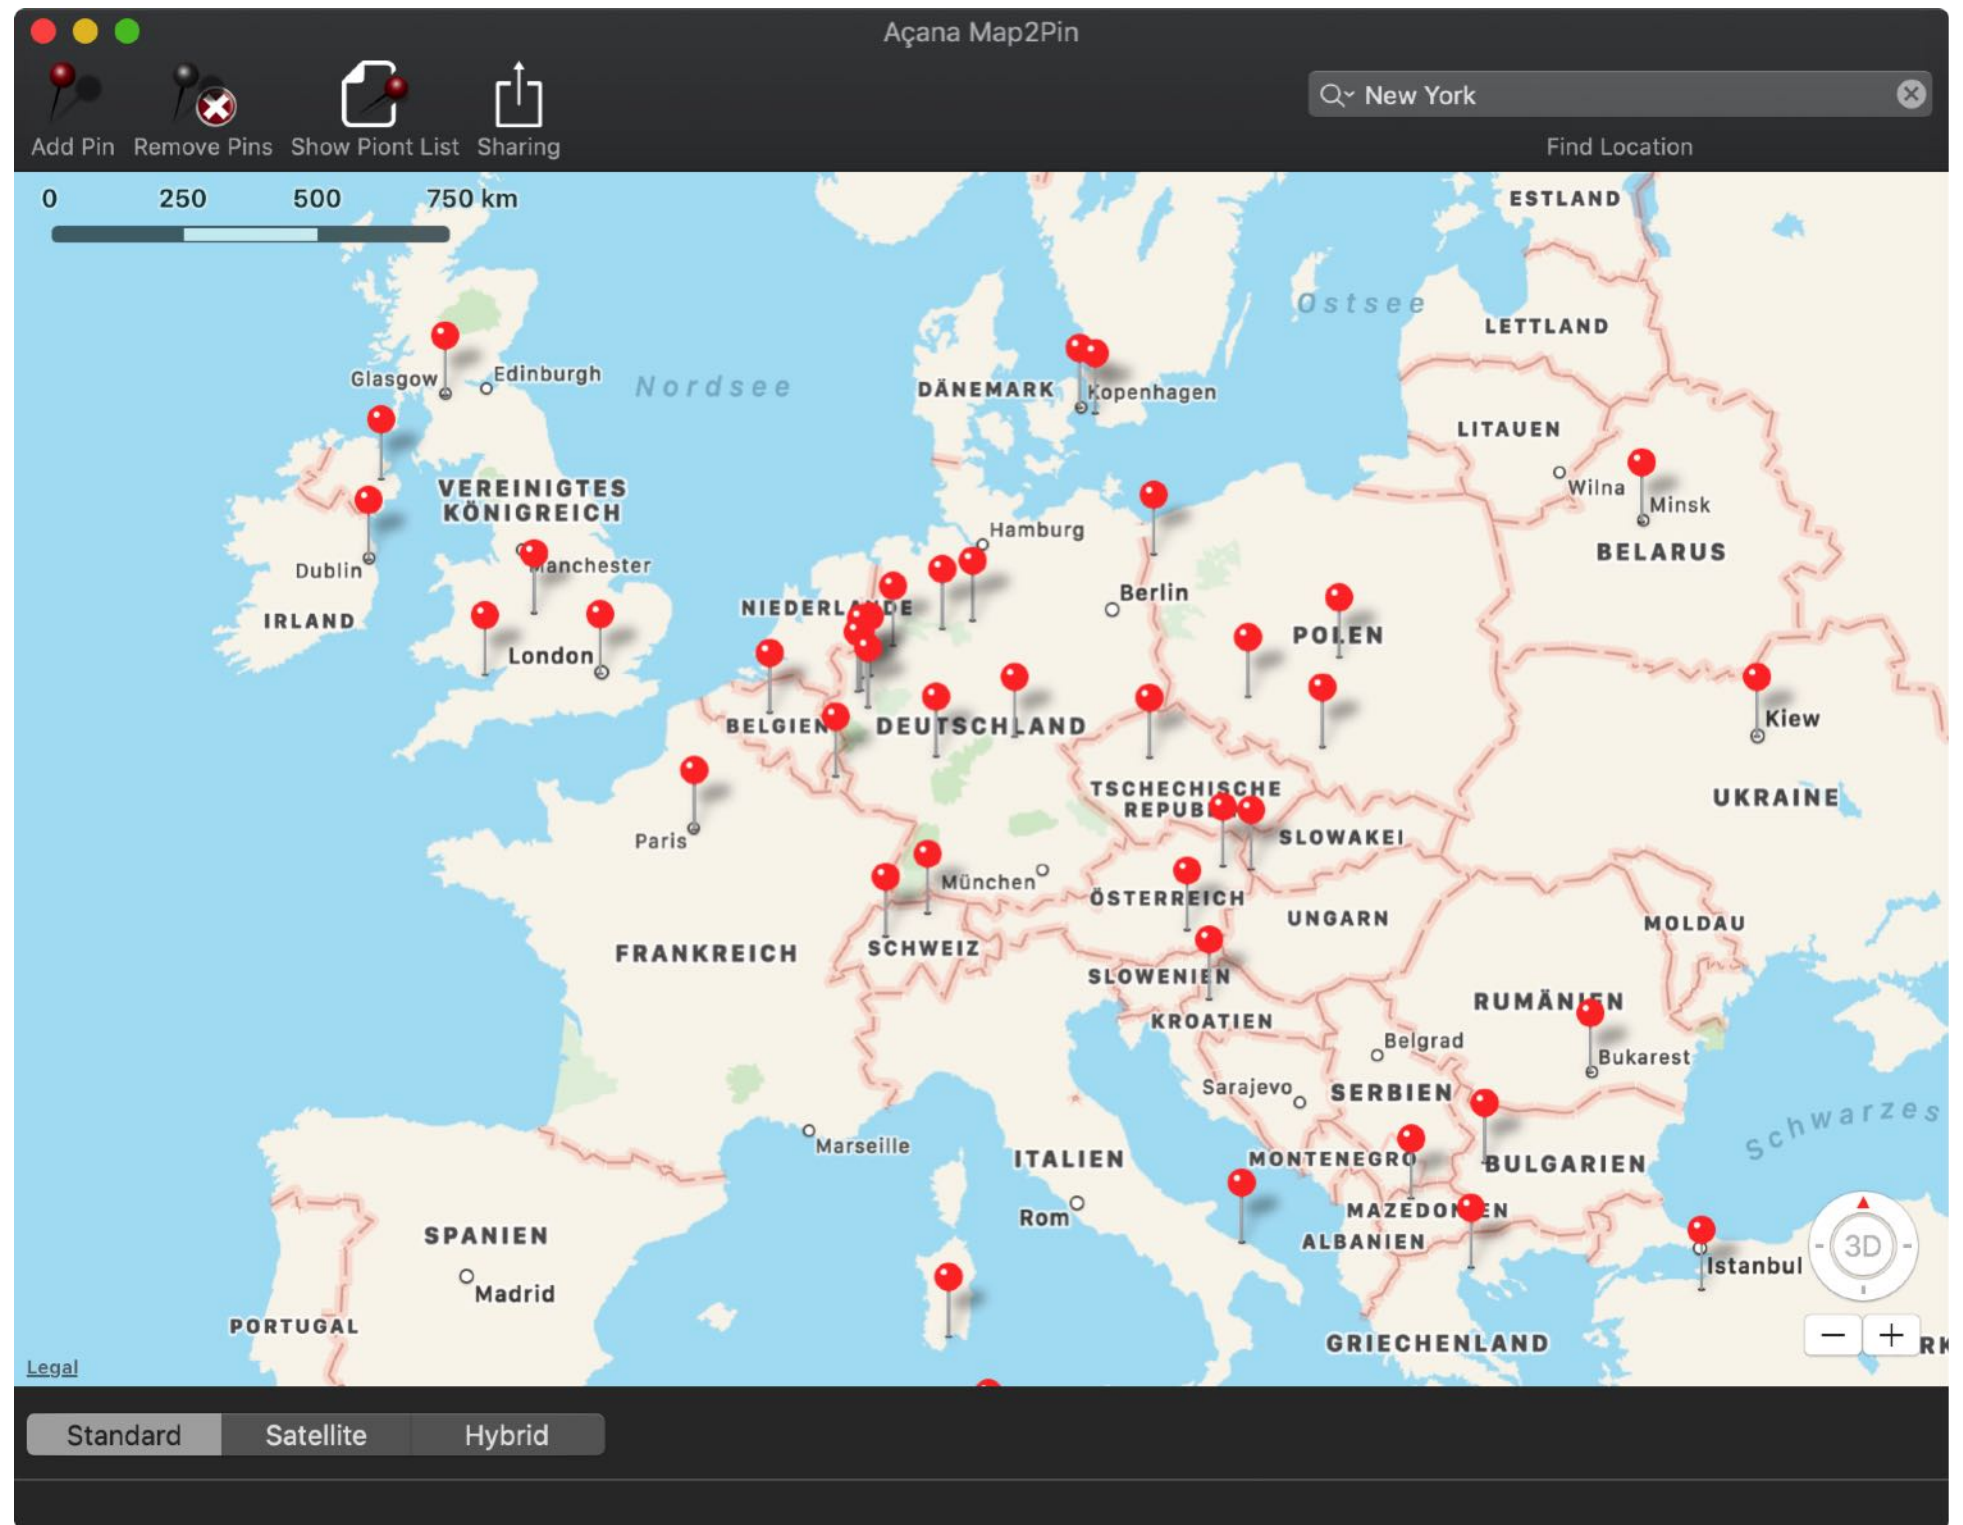 Açana Map2Pin
New York
Add Pin Remove Pins Show Piont List Sharing Find Location
0 250 500 750 km
ESTLAND
Ostsee
LETTLAND
Glasgow Edinburgh Nordsee DÄNEMARK Kopenhagen
LITAUEN
Wilna
VEREINIGTES
KÖNIGREICH
Minsk
Hamburg
BELARUS
Dublin Manchester
Berlin
NIEDERLANDE
IRLAND
POLEN
London
BELGIEN DEUTSCHLAND Kiew
TSCHECHISCHE
REPUBLIK
UKRAINE
Paris SLOWAKEI
München
ÖSTERREICH
UNGARN MOLDAU
FRANKREICH SCHWEIZ
SLOWENIEN
RUMÄNIEN
KROATIEN
Belgrad
Bukarest
Sarajevo SERBIEN
Schwarzes
Marseille
ITALIEN MONTENEGRO BULGARIEN
Rom MAZEDONIEN
SPANIEN ALBANIEN
3D
Istanbul
Madrid
PORTUGAL
GRIECHENLAND
− + RK
Legal
Standard Satellite Hybrid